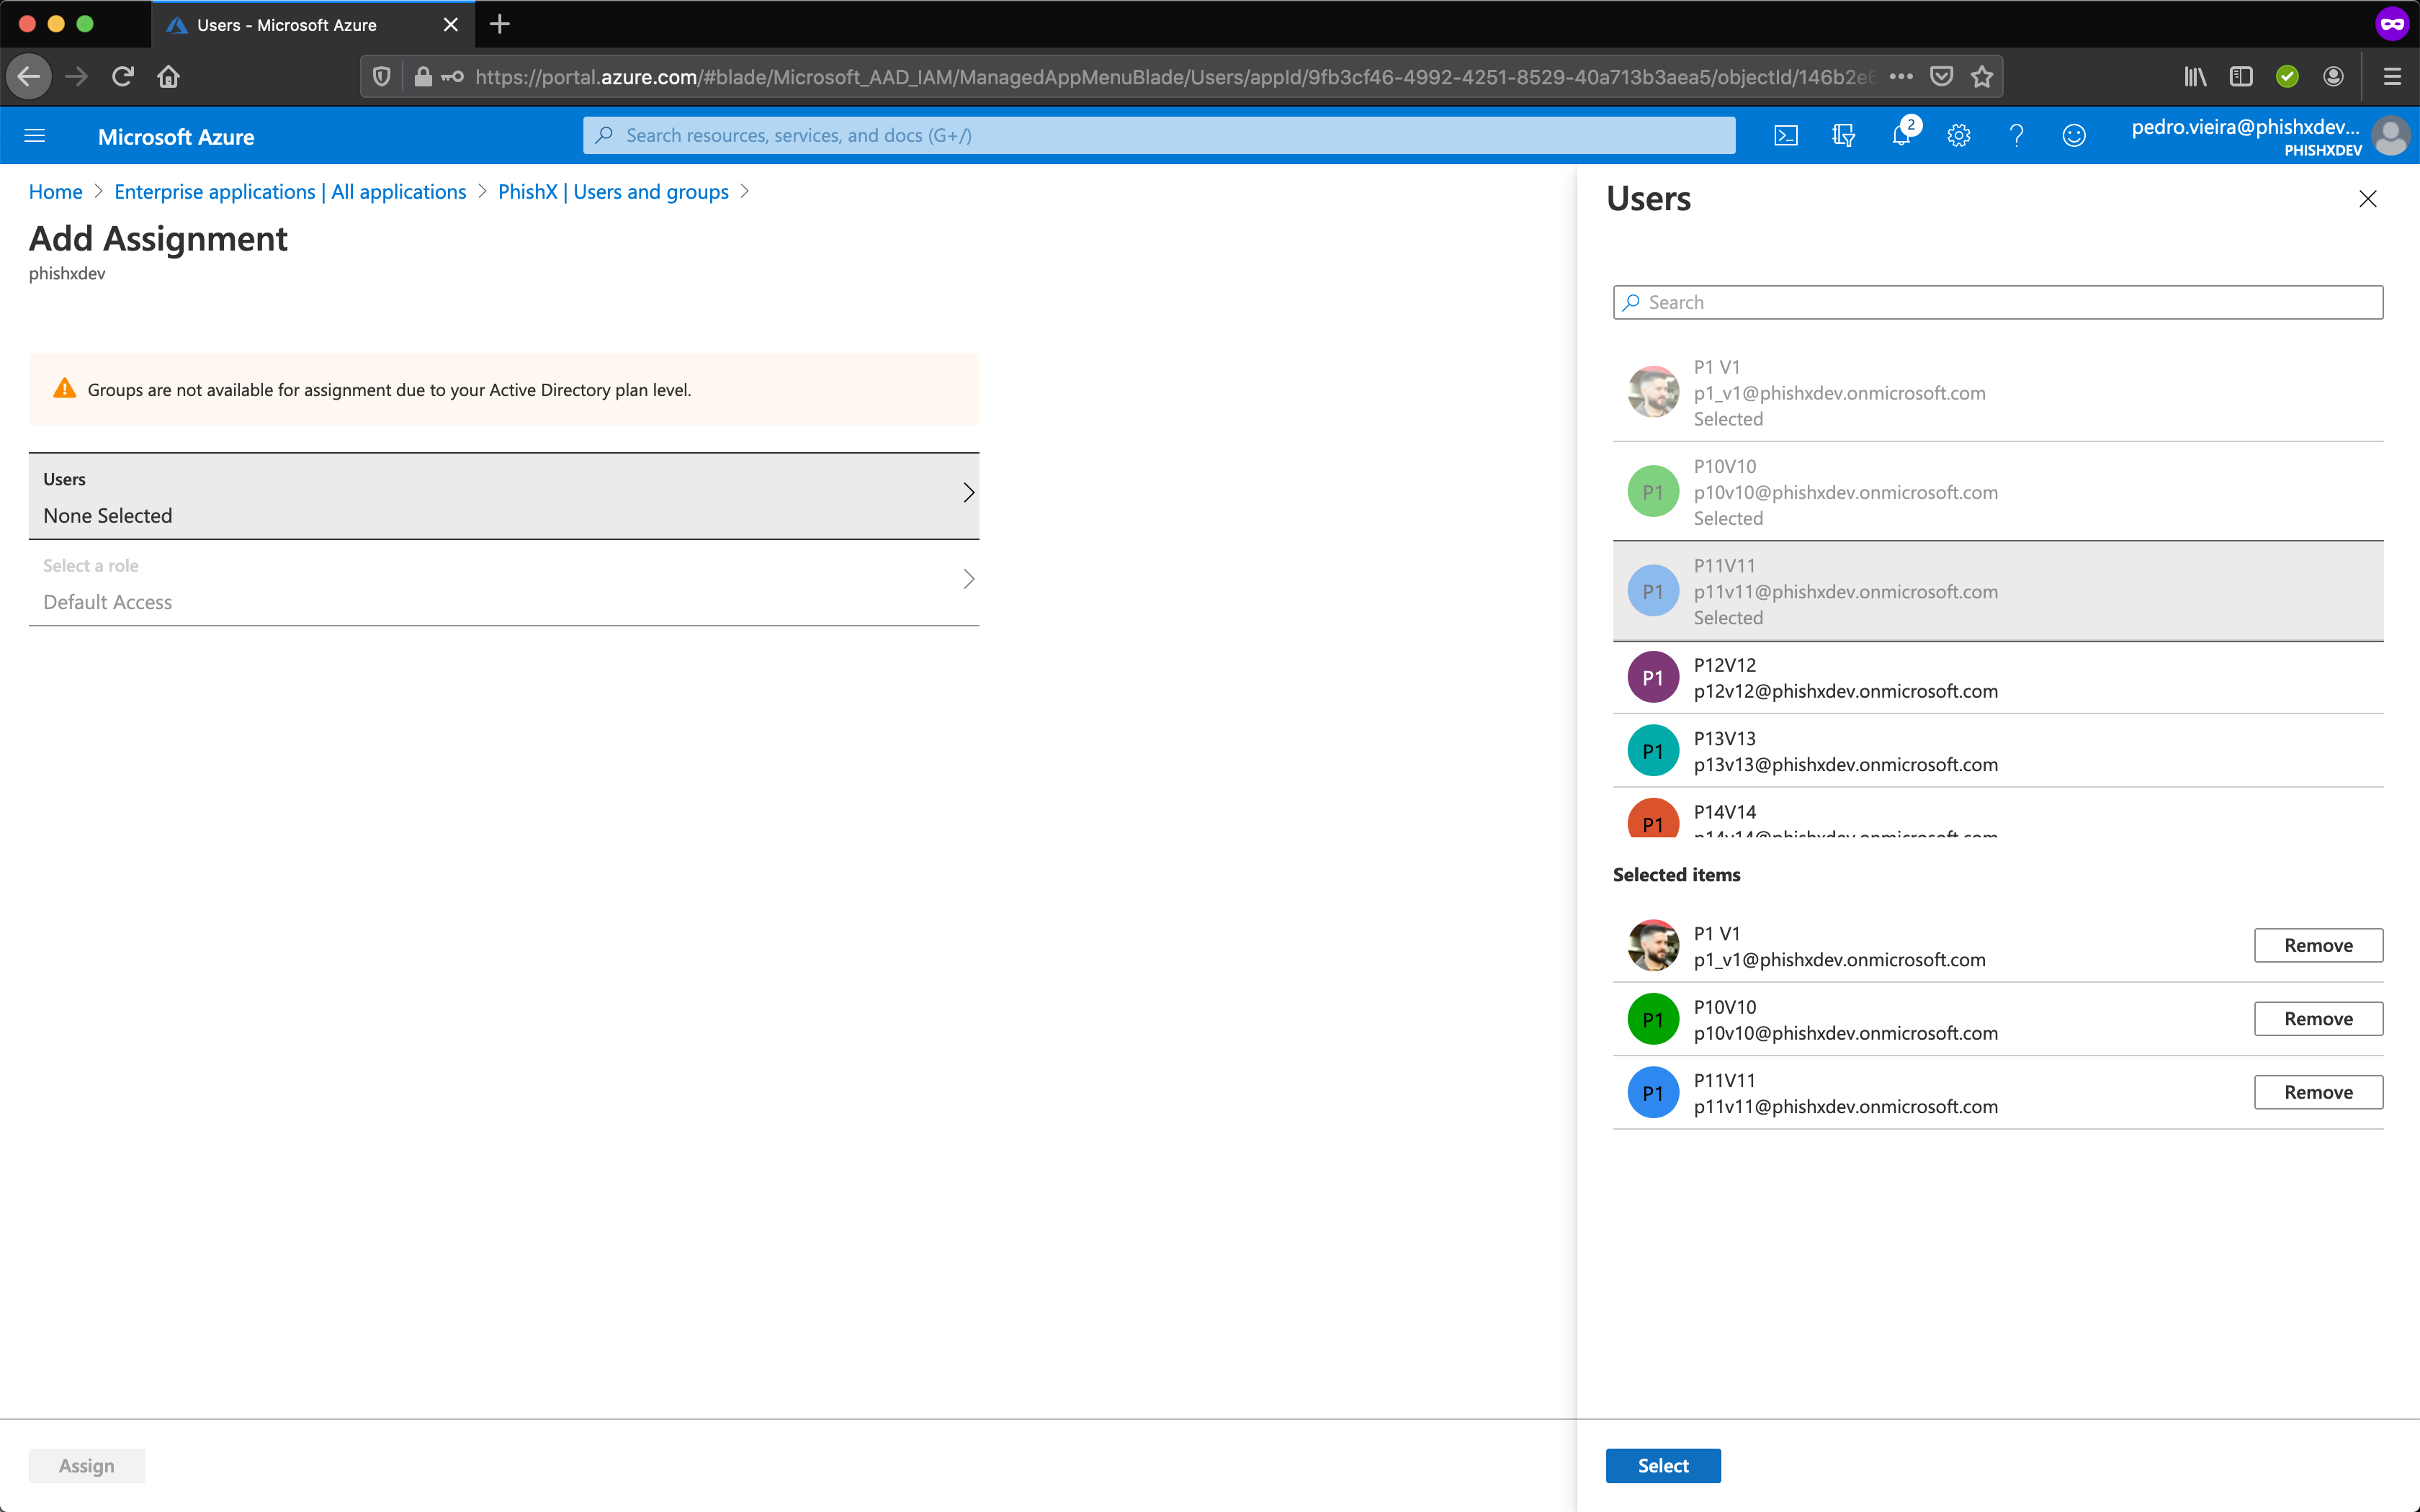 Users - Microsoft Azure
https://portal.azure.com/#blade/Microsoft_AAD_IAM/ManagedAppMenuBlade/Users/appId/9fb3cf46-4992-4251-8529-40a713b3aea5/objectId/146b2e6
Microsoft Azure
Search resources, services, and docs (G+/)
2
pedro.vieira@phishxdev...
PHISHXDEV
Home > Enterprise applications | All applications > PhishX | Users and groups >
Add Assignment
phishxdev
Groups are not available for assignment due to your Active Directory plan level.
Users
None Selected
Select a role
Default Access
Assign
Users
Search
P1 V1
p1_v1@phishxdev.onmicrosoft.com
Selected
P1
P10V10
p10v10@phishxdev.onmicrosoft.com
Selected
P1
P11V11
p11v11@phishxdev.onmicrosoft.com
Selected
P1
P12V12
p12v12@phishxdev.onmicrosoft.com
P1
P13V13
p13v13@phishxdev.onmicrosoft.com
P1
P14V14
p14v14@phishxdev.onmicrosoft.com
Selected items
P1 V1
p1_v1@phishxdev.onmicrosoft.com
Remove
P1
P10V10
p10v10@phishxdev.onmicrosoft.com
Remove
P1
P11V11
p11v11@phishxdev.onmicrosoft.com
Remove
Select